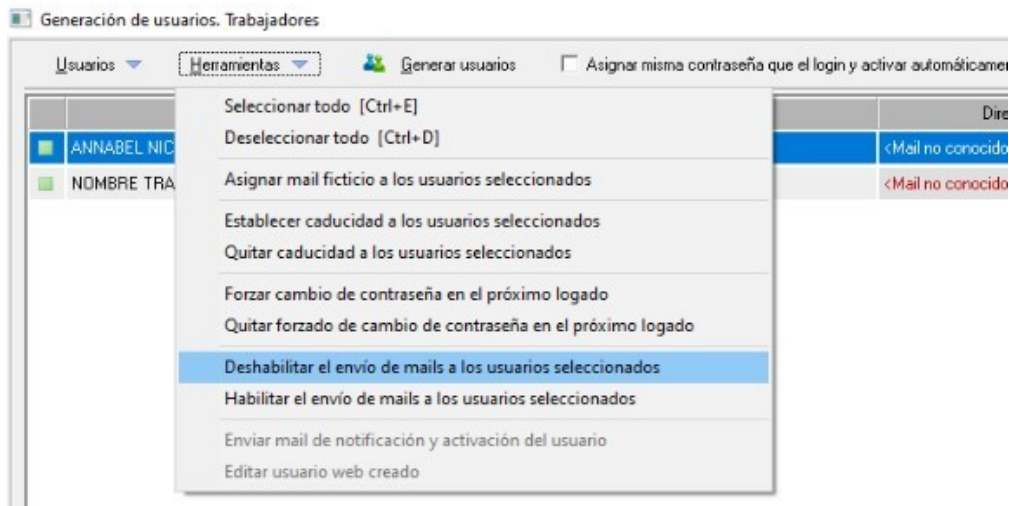 Generación de usuarios. Trabajadores
Usuarios Herramientas Generar usuarios Asignar misma contraseña que el login y activar
Seleccionar todo [Ctrl+E]
Dire
Deseleccionar todo [Ctrl+D]
ANNABEL NIC <Mail no conocido
Asignar mail ficticio a los usuarios seleccionados
NOMBRE TRA <Mail no conocido
Establecer caducidad a los usuarios seleccionados
Quitar caducidad a los usuarios seleccionados
Forzar cambio de contraseña en el próximo logado
Quitar forzado de cambio de contraseña en el próximo logado
Deshabilitar el envío de mails a los usuarios seleccionados
Habilitar el envío de mails a los usuarios seleccionados
Enviar mail de notificación y activación del usuario
Editar usuario web creado